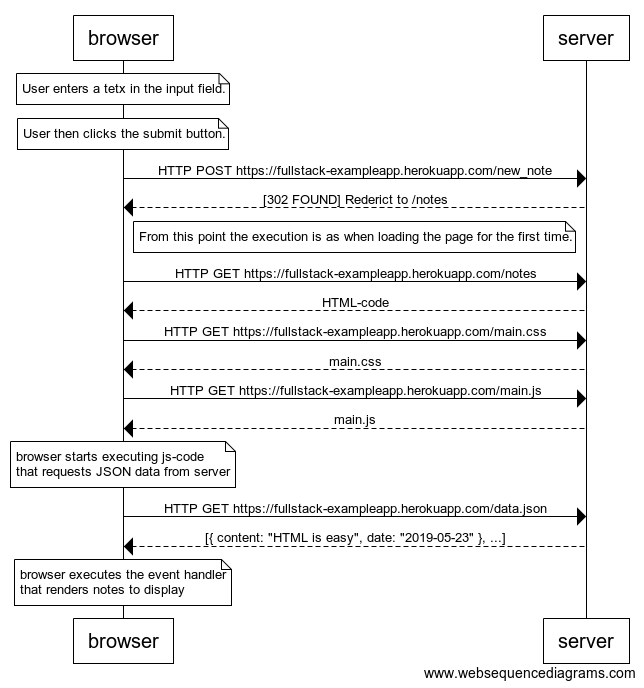 browser
server
User enters a tetx in the input field.
User then clicks the submit button.
HTTP POST https://fullstack-exampleapp.herokuapp.com/new_note
[302 FOUND] Rederict to /notes
From this point the execution is as when loading the page for the first time.
HTTP GET https://fullstack-exampleapp.herokuapp.com/notes
HTML-code
HTTP GET https://fullstack-exampleapp.herokuapp.com/main.css
main.css
HTTP GET https://fullstack-exampleapp.herokuapp.com/main.js
main.js
browser starts executing js-code
that requests JSON data from server
HTTP GET https://fullstack-exampleapp.herokuapp.com/data.json
[{ content: "HTML is easy", date: "2019-05-23" }, ...]
browser executes the event handler
that renders notes to display
browser
server
www.websequencediagrams.com